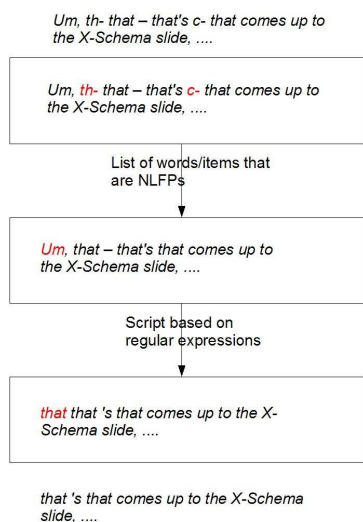 Um, th- that – that's c- that comes up to
the X-Schema slide, ....
Um, th- that – that's c- that comes up to
the X-Schema slide, ....
List of words/items that
are NLFPs
Um, that – that's that comes up to
the X-Schema slide, ....
Script based on
regular expressions
that that 's that comes up to the X-
Schema slide, ....
that 's that comes up to the X-Schema
slide, ....